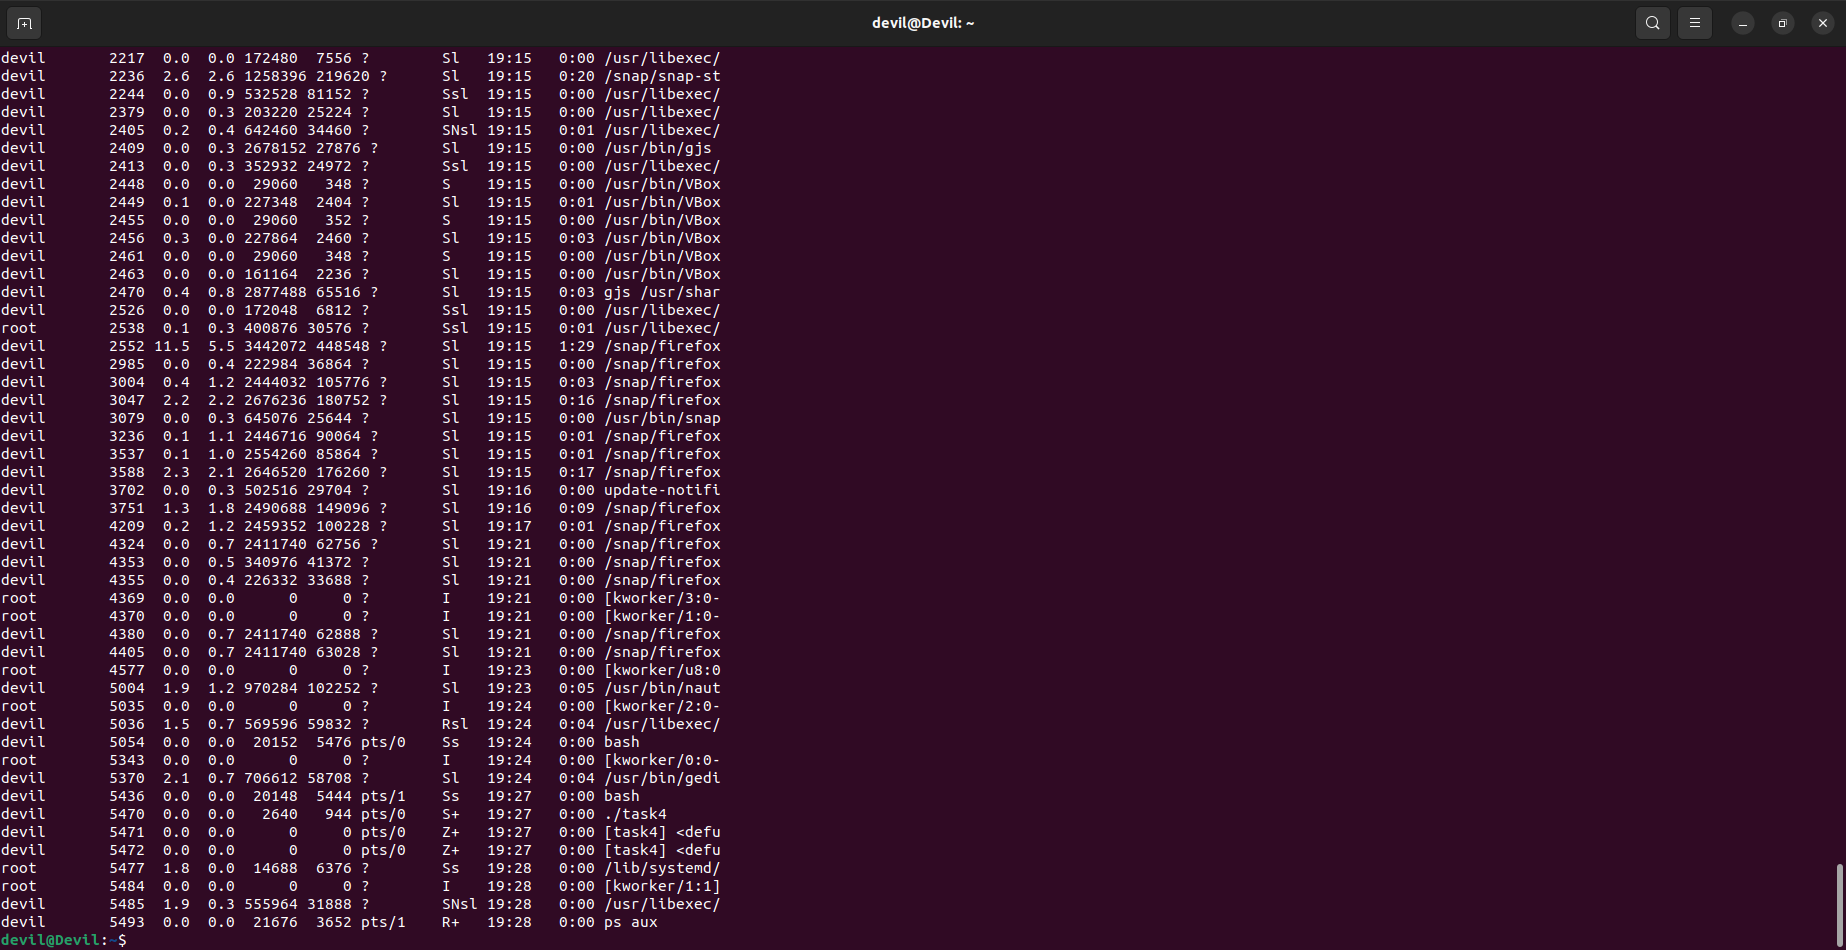 devil@Devil: ~
devil       2217  0.0  0.0 172480  7556 ?        Sl   19:15   0:00 /usr/libexec/
devil       2236  2.6  2.6 1258396 219620 ?      Sl   19:15   0:20 /snap/snap-st
devil       2244  0.0  0.9 532528 81152 ?        Ssl  19:15   0:00 /usr/libexec/
devil       2379  0.0  0.3 203220 25224 ?        Sl   19:15   0:00 /usr/libexec/
devil       2405  0.2  0.4 642460 34460 ?        SNsl 19:15   0:01 /usr/libexec/
devil       2409  0.0  0.3 2678152 27876 ?       Sl   19:15   0:00 /usr/bin/gjs
devil       2413  0.0  0.3 352932 24972 ?        Ssl  19:15   0:00 /usr/libexec/
devil       2448  0.0  0.0  29060   348 ?        S    19:15   0:00 /usr/bin/VBox
devil       2449  0.1  0.0 227348  2404 ?        Sl   19:15   0:01 /usr/bin/VBox
devil       2455  0.0  0.0  29060   352 ?        S    19:15   0:00 /usr/bin/VBox
devil       2456  0.3  0.0 227864  2460 ?        Sl   19:15   0:03 /usr/bin/VBox
devil       2461  0.0  0.0  29060   348 ?        S    19:15   0:00 /usr/bin/VBox
devil       2463  0.0  0.0 161164  2236 ?        Sl   19:15   0:00 /usr/bin/VBox
devil       2470  0.4  0.8 2877488 65516 ?       Sl   19:15   0:03 gjs /usr/shar
devil       2526  0.0  0.0 172048  6812 ?        Ssl  19:15   0:00 /usr/libexec/
root        2538  0.1  0.3 400876 30576 ?        Ssl  19:15   0:01 /usr/libexec/
devil       2552 11.5  5.5 3442072 448548 ?      Sl   19:15   1:29 /snap/firefox
devil       2985  0.0  0.4 222984 36864 ?        Sl   19:15   0:00 /snap/firefox
devil       3004  0.4  1.2 2444032 105776 ?      Sl   19:15   0:03 /snap/firefox
devil       3047  2.2  2.2 2676236 180752 ?      Sl   19:15   0:16 /snap/firefox
devil       3079  0.0  0.3 645076 25644 ?        Sl   19:15   0:00 /usr/bin/snap
devil       3236  0.1  1.1 2446716 90064 ?       Sl   19:15   0:01 /snap/firefox
devil       3537  0.1  1.0 2554260 85864 ?       Sl   19:15   0:01 /snap/firefox
devil       3588  2.3  2.1 2646520 176260 ?      Sl   19:15   0:17 /snap/firefox
devil       3702  0.0  0.3 502516 29704 ?        Sl   19:16   0:00 update-notifi
devil       3751  1.3  1.8 2490688 149096 ?      Sl   19:16   0:09 /snap/firefox
devil       4209  0.2  1.2 2459352 100228 ?      Sl   19:17   0:01 /snap/firefox
devil       4324  0.0  0.7 2411740 62756 ?       Sl   19:21   0:00 /snap/firefox
devil       4353  0.0  0.5 340976 41372 ?        Sl   19:21   0:00 /snap/firefox
devil       4355  0.0  0.4 226332 33688 ?        Sl   19:21   0:00 /snap/firefox
root        4369  0.0  0.0      0     0 ?        I    19:21   0:00 [kworker/3:0-
root        4370  0.0  0.0      0     0 ?        I    19:21   0:00 [kworker/1:0-
devil       4380  0.0  0.7 2411740 62888 ?       Sl   19:21   0:00 /snap/firefox
devil       4405  0.0  0.7 2411740 63028 ?       Sl   19:21   0:00 /snap/firefox
root        4577  0.0  0.0      0     0 ?        I    19:23   0:00 [kworker/u8:0
devil       5004  1.9  1.2 970284 102252 ?       Sl   19:23   0:05 /usr/bin/naut
root        5035  0.0  0.0      0     0 ?        I    19:24   0:00 [kworker/2:0-
devil       5036  1.5  0.7 569596 59832 ?        Rsl  19:24   0:04 /usr/libexec/
devil       5054  0.0  0.0  20152  5476 pts/0    Ss   19:24   0:00 bash
root        5343  0.0  0.0      0     0 ?        I    19:24   0:00 [kworker/0:0-
devil       5370  2.1  0.7 706612 58708 ?        Sl   19:24   0:04 /usr/bin/gedi
devil       5436  0.0  0.0  20148  5444 pts/1    Ss   19:27   0:00 bash
devil       5470  0.0  0.0   2640   944 pts/0    S+   19:27   0:00 ./task4
devil       5471  0.0  0.0      0     0 pts/0    Z+   19:27   0:00 [task4] <defu
devil       5472  0.0  0.0      0     0 pts/0    Z+   19:27   0:00 [task4] <defu
root        5477  1.8  0.0  14688  6376 ?        Ss   19:28   0:00 /lib/systemd/
root        5484  0.0  0.0      0     0 ?        I    19:28   0:00 [kworker/1:1]
devil       5485  1.9  0.3 555964 31888 ?        SNsl 19:28   0:00 /usr/libexec/
devil       5493  0.0  0.0  21676  3652 pts/1    R+   19:28   0:00 ps aux
devil@Devil:~$